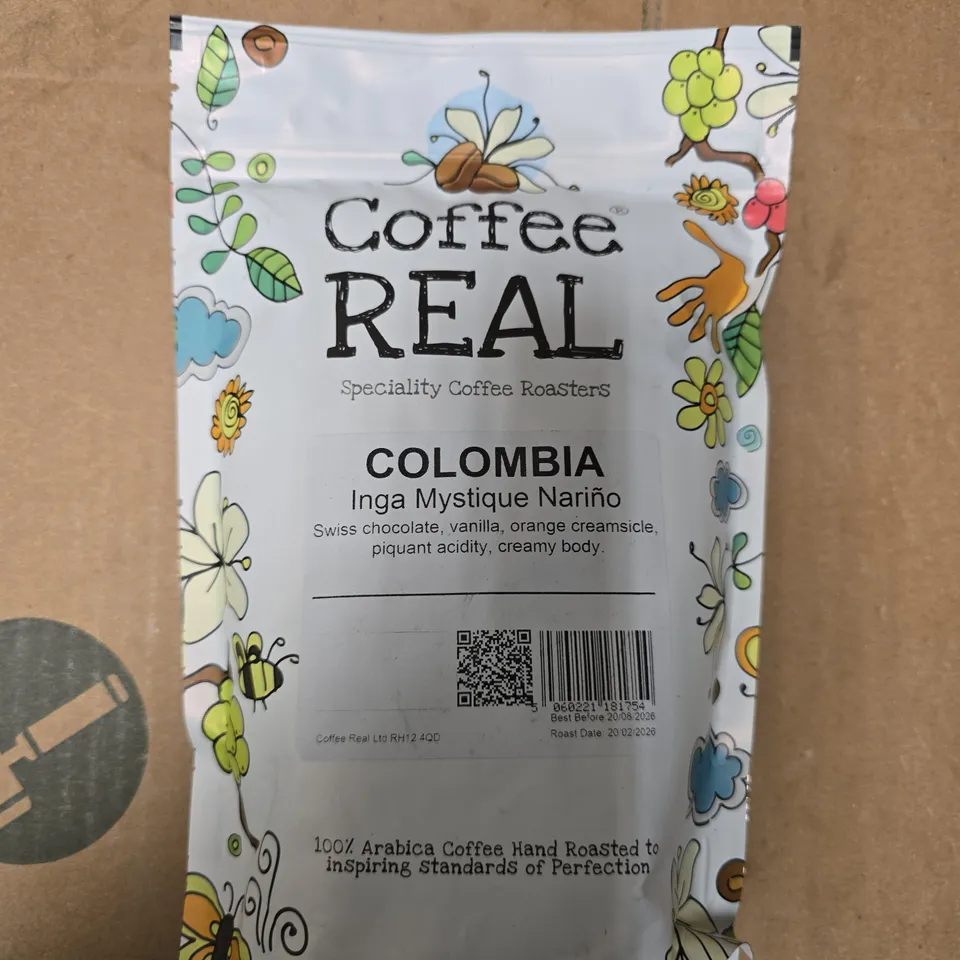 Coffee®
REAL
Speciality Coffee Roasters
COLOMBIA
Inga Mystique Nariño
Swiss chocolate, vanilla, orange creamsicle,
piquant acidity, creamy body.
5 060221 181754
Best Before 20/08/2026
Coffee Real Ltd RH12 4QD
Roast Date: 20/02/2026
100% Arabica Coffee Hand Roasted to
inspiring standards of Perfection